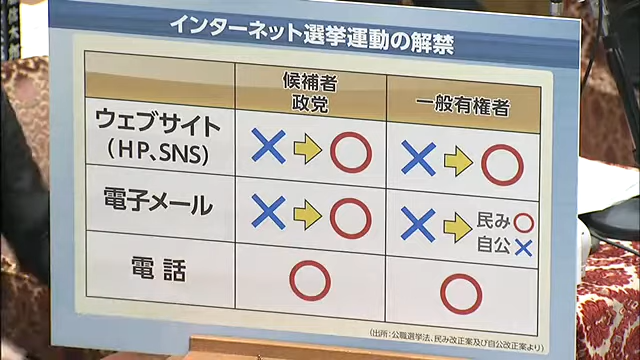 インターネット選挙運動の解禁
候補者
政党
一般有権者
ウェブサイト
(HP、SNS)
× ⇨ ○
× ⇨ ○
電子メール
× ⇨ ○
× ⇨ 民み○
自公×
電話
○
○
(出所:公職選挙法、民み改正案及び自公改正案より)